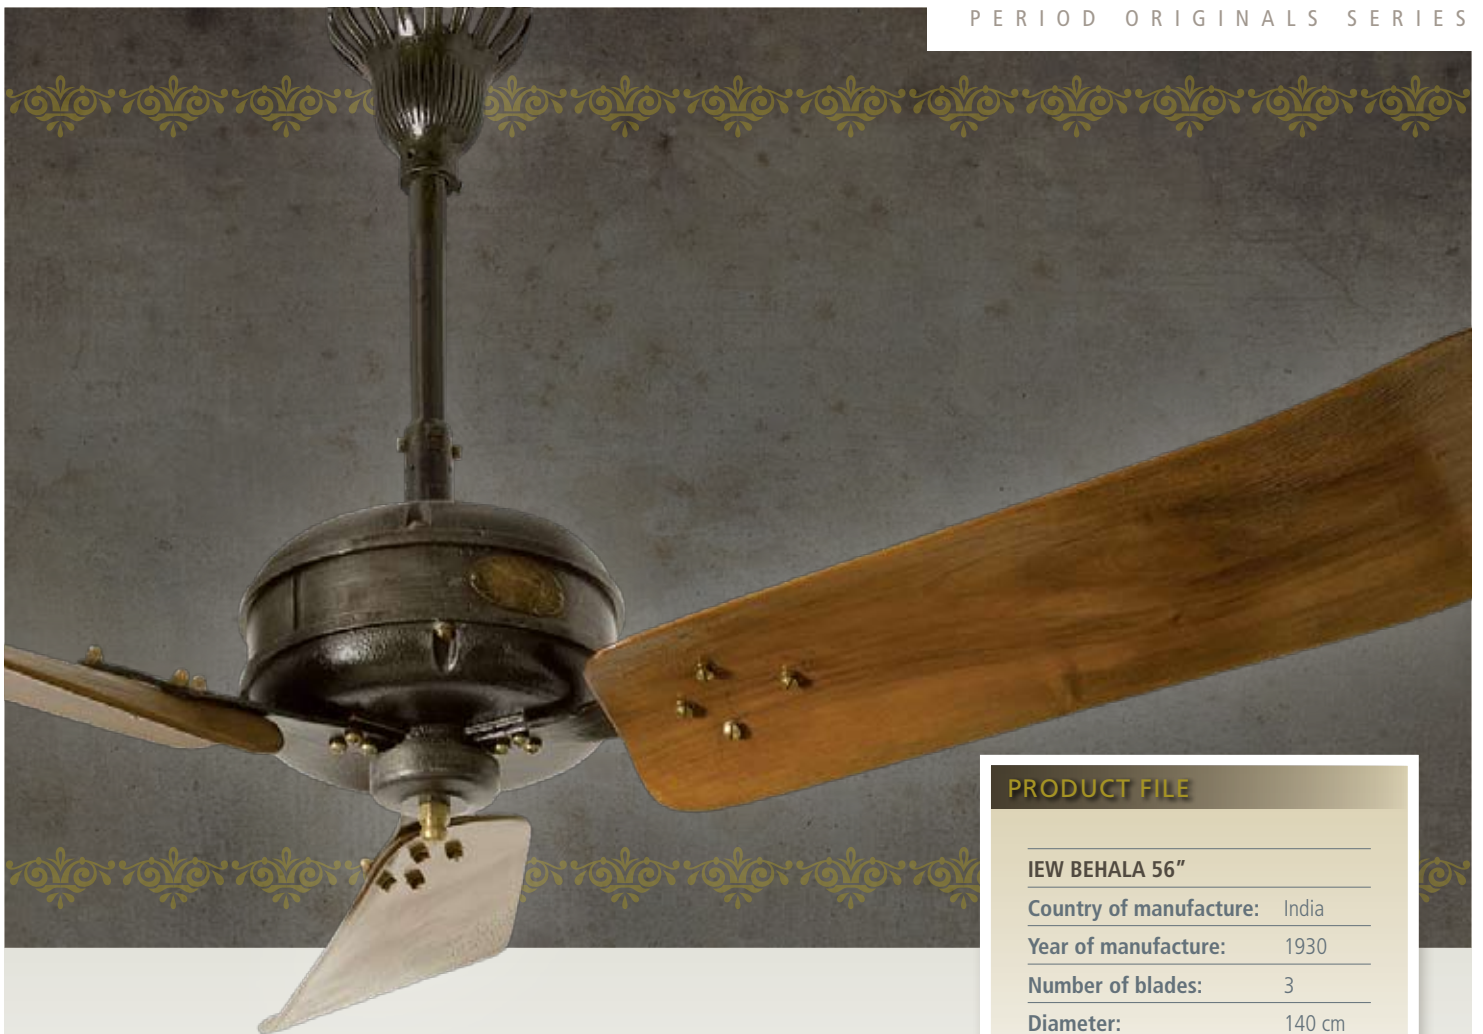 PERIOD ORIGINALS SERIES
PRODUCT FILE
IEW BEHALA 56”
Country of manufacture: India
Year of manufacture: 1930
Number of blades: 3
Diameter: 140 cm